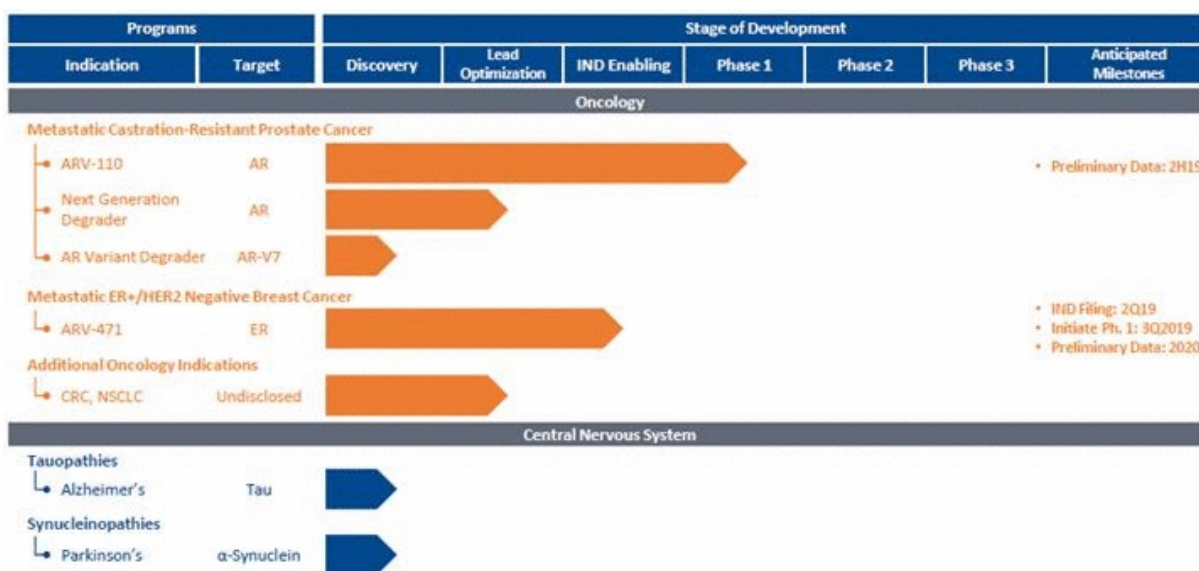 Programs
Stage of Development
Indication
Target
Discovery
Lead
Optimization
IND Enabling
Phase 1
Phase 2
Phase 3
Anticipated
Milestones
Oncology
Metastatic Castration-Resistant Prostate Cancer
ARV-110
AR
• Preliminary Data: 2H19
Next Generation
Degrader
AR
AR Variant Degrader
AR-V7
Metastatic ER+/HER2 Negative Breast Cancer
ARV-471
ER
• IND Filing: 2Q19
• Initiate Ph. 1: 3Q2019
• Preliminary Data: 2020
Additional Oncology Indications
CRC, NSCLC
Undisclosed
Central Nervous System
Tauopathies
Alzheimer's
Tau
Synucleinopathies
Parkinson's
α-Synuclein